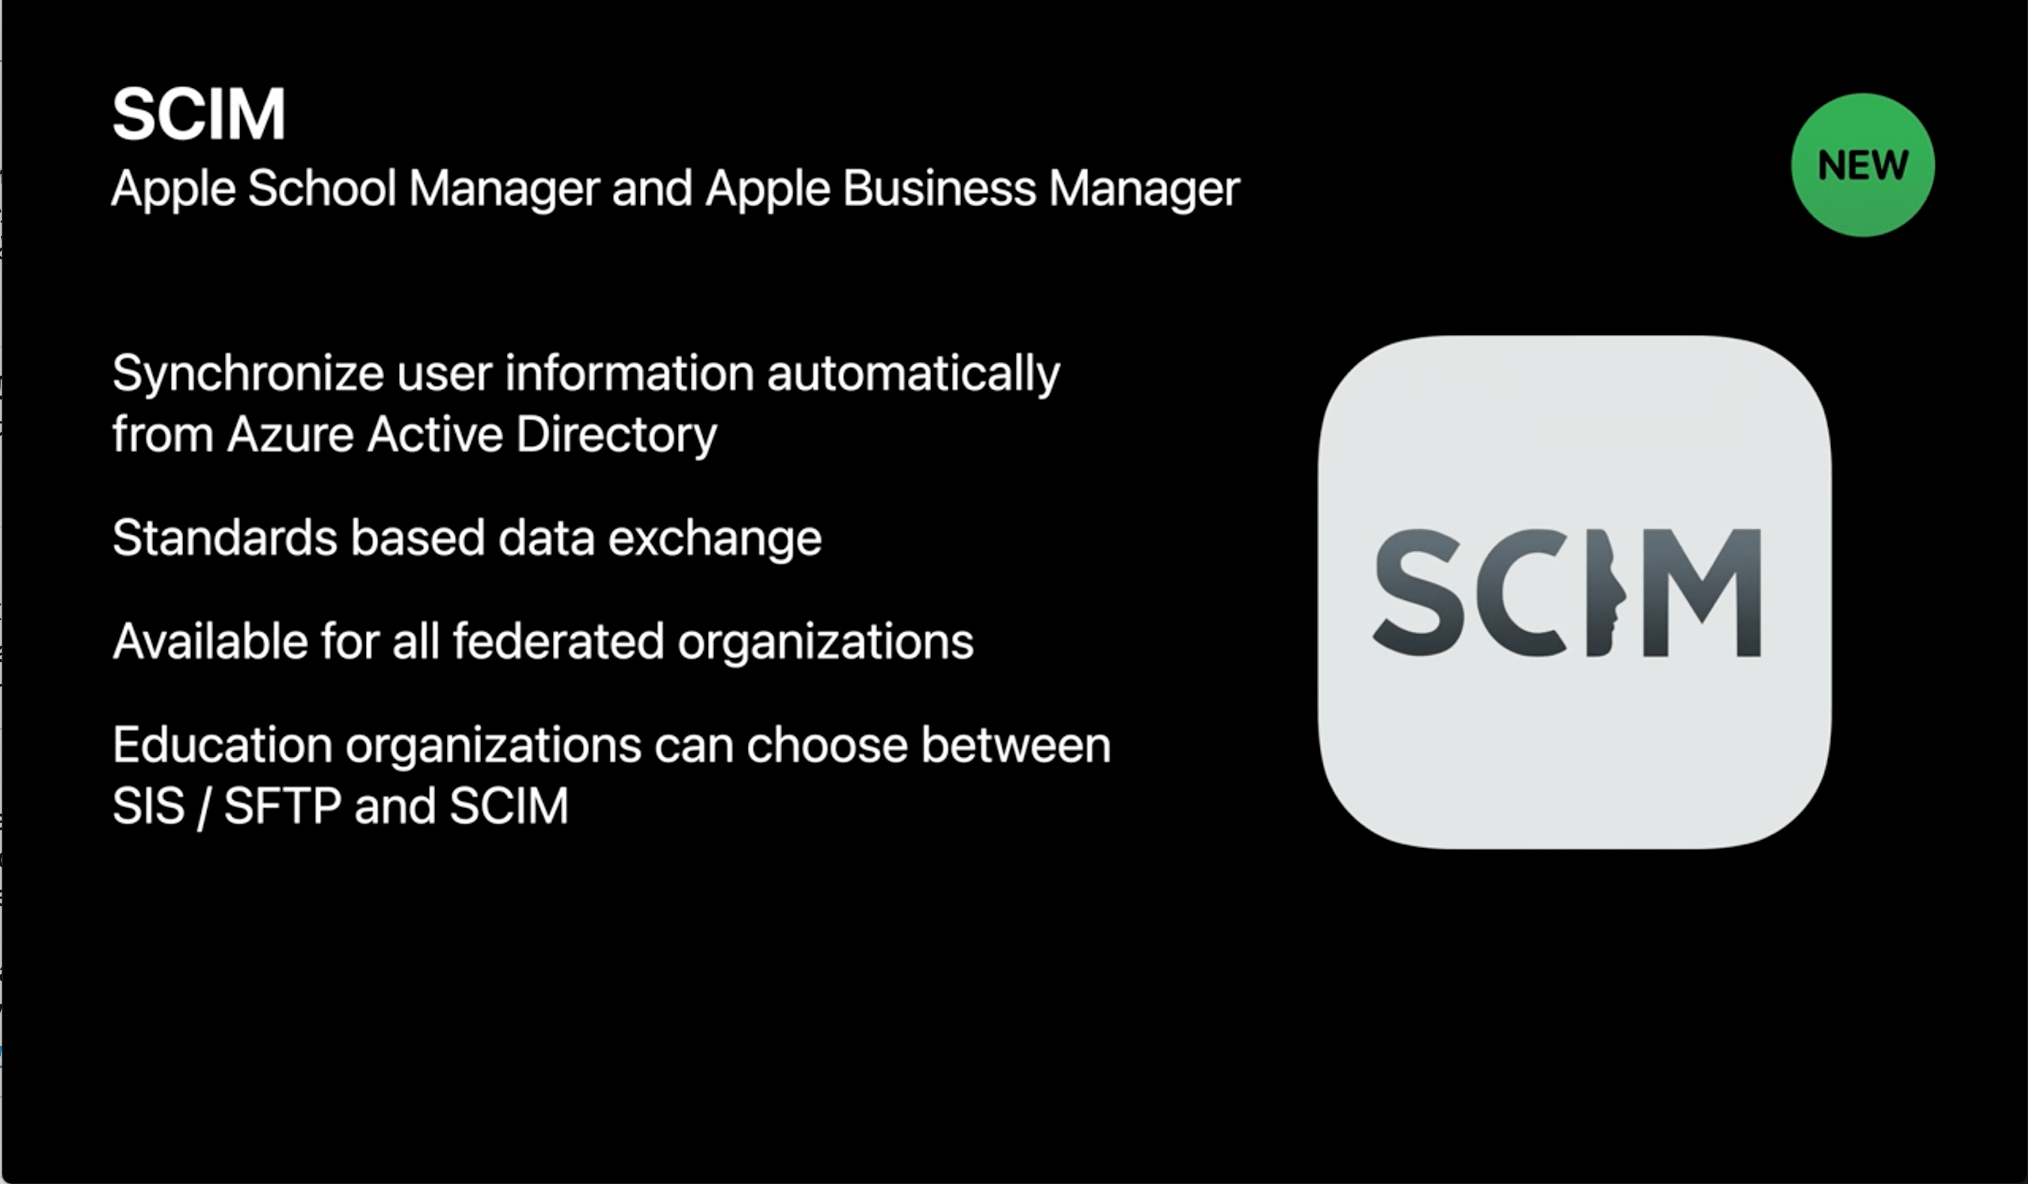 SCIM
Apple School Manager and Apple Business Manager
NEW
Synchronize user information automatically
from Azure Active Directory
Standards based data exchange
Available for all federated organizations
Education organizations can choose between
SIS / SFTP and SCIM
SCIM